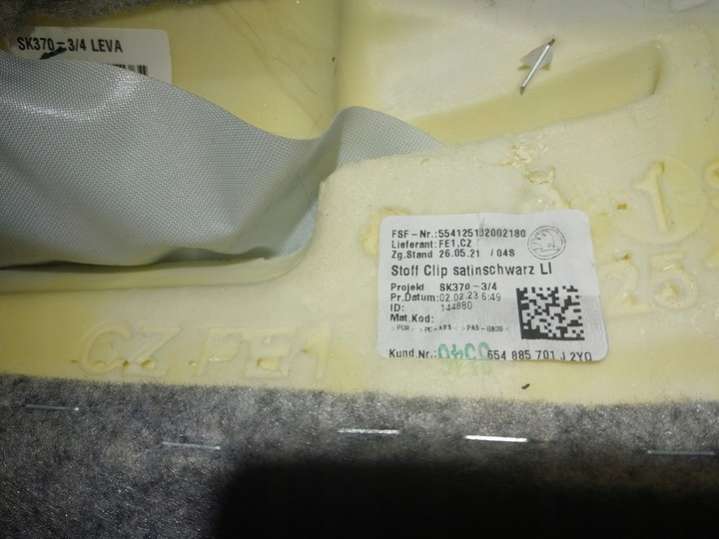 SK370-3/4 LEVA
FSF-Nr.:554125132002180
Lieferant: FE1,CZ
Zg.Stand 26.05.21 /04S
Stoff Clip satinschwarz LI
Projekt SK370-3/4
Pr.Datum:02.02.23 6:49
ID: 144880
Mat.Kod:
Kund.Nr.: 654 885 701 J 2YO
CZ FE1
1